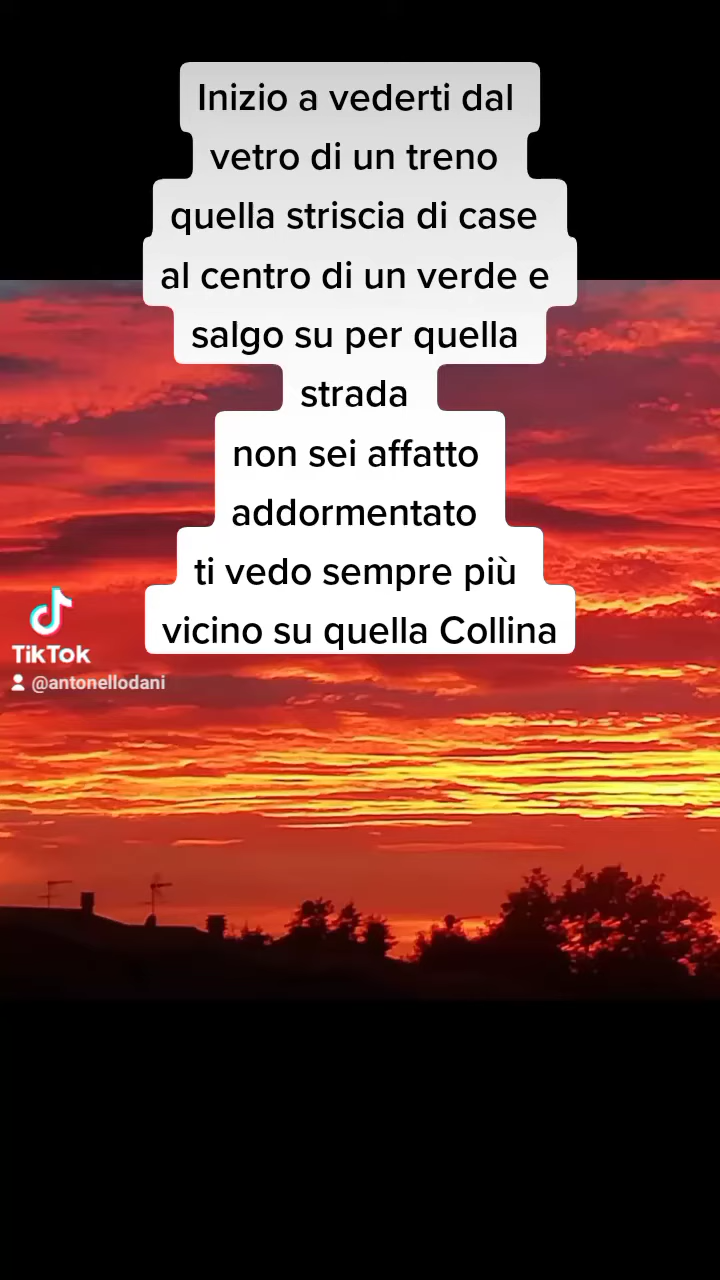 Inizio a vederti dal
vetro di un treno
quella striscia di case
al centro di un verde e
salgo su per quella
strada
non sei affatto
addormentato
ti vedo sempre più
vicino su quella Collina
TikTok
@antonellodani